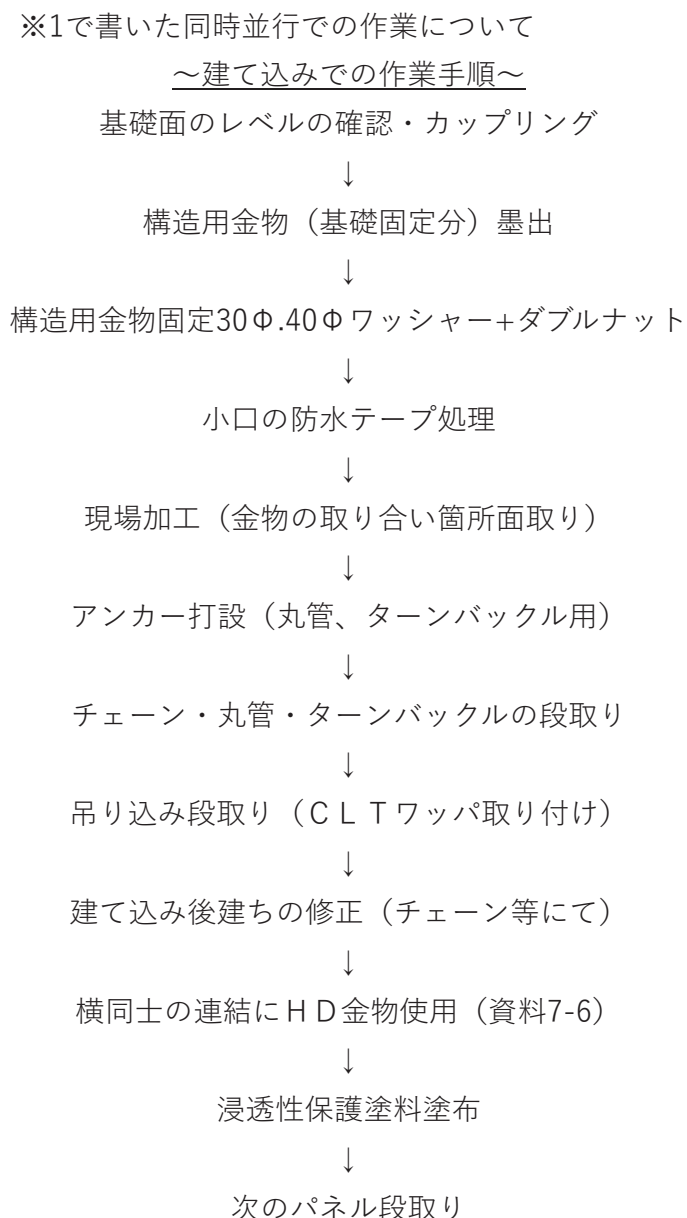 ※1で書いた同時並行での作業について
～建て込みでの作業手順～
基礎面のレベルの確認・カップリング
↓
構造用金物（基礎固定分）墨出
↓
構造用金物固定30Φ.40Φワッシャー+ダブルナット
↓
小口の防水テープ処理
↓
現場加工（金物の取り合い箇所面取り）
↓
アンカー打設（丸管、ターンバックル用）
↓
チェーン・丸管・ターンバックルの段取り
↓
吊り込み段取り（ＣＬＴワッパ取り付け）
↓
建て込み後建ちの修正（チェーン等にて）
↓
横同士の連結にＨＤ金物使用（資料7-6）
↓
浸透性保護塗料塗布
↓
次のパネル段取り